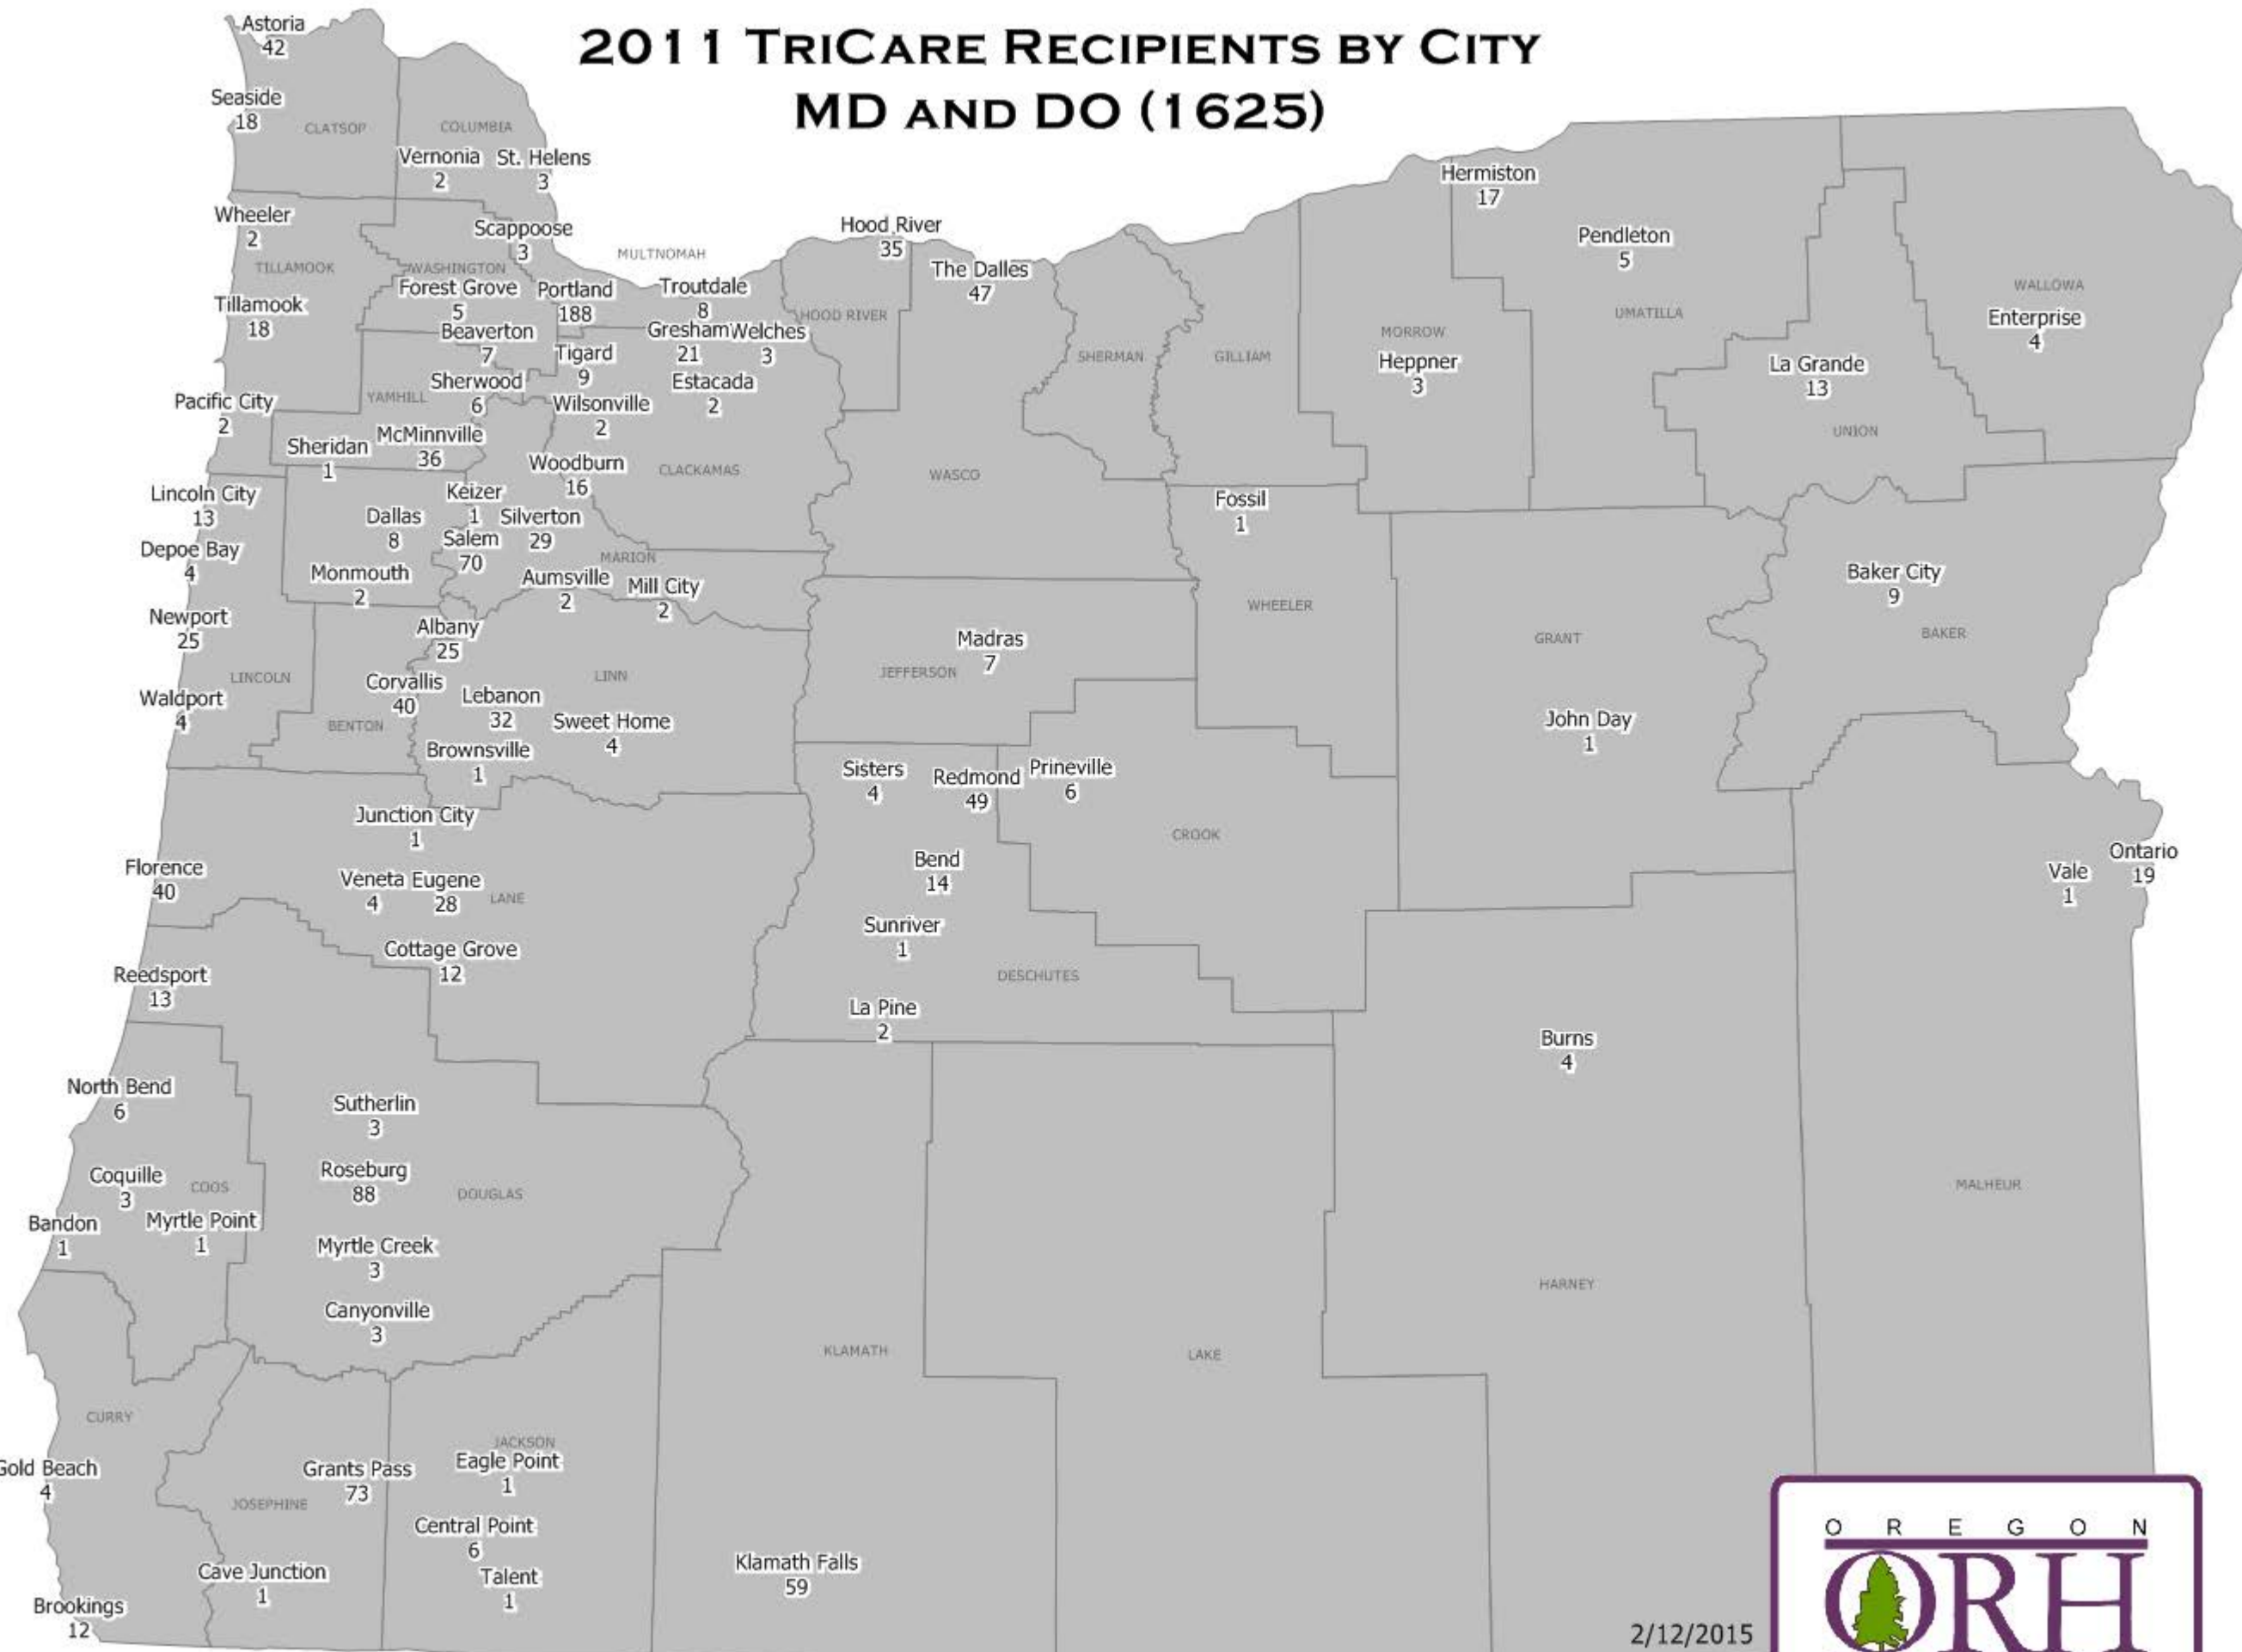 2011 TriCare Recipients by City
MD and DO (1625)
Astoria
42
Seaside
18
CLATSOP
COLUMBIA
Vernonia
2
St. Helens
3
Hermiston
17
Wheeler
2
Scappoose
3
Hood River
35
MULTNOMAH
Pendleton
5
TILLAMOOK
WASHINGTON
The Dalles
47
Forest Grove
5
Portland
188
Troutdale
8
WALLOWA
Tillamook
18
HOOD RIVER
UMATILLA
Enterprise
4
Beaverton
7
Gresham
21
Welches
3
MORROW
Tigard
9
SHERMAN
GILLIAM
Heppner
3
La Grande
13
Sherwood
6
Estacada
2
YAMHILL
Pacific City
2
Wilsonville
2
McMinnville
36
UNION
Sheridan
1
Woodburn
16
CLACKAMAS
WASCO
Lincoln City
13
Keizer
1
Fossil
1
Dallas
8
Silverton
29
Salem
70
Depoe Bay
4
MARION
Monmouth
2
Aumsville
2
Mill City
2
Baker City
9
WHEELER
Newport
25
Albany
25
Madras
7
GRANT
BAKER
LINCOLN
LINN
JEFFERSON
Corvallis
40
Waldport
4
Lebanon
32
Sweet Home
4
John Day
1
BENTON
Brownsville
1
Sisters
4
Redmond
49
Prineville
6
Junction City
1
CROOK
Florence
40
Bend
14
Ontario
19
Vale
1
Veneta
4
Eugene
28
LANE
Sunriver
1
Cottage Grove
12
Reedsport
13
DESCHUTES
La Pine
2
Burns
4
North Bend
6
Sutherlin
3
Coquille
3
COOS
Roseburg
88
DOUGLAS
MALHEUR
Bandon
1
Myrtle Point
1
Myrtle Creek
3
HARNEY
Canyonville
3
KLAMATH
LAKE
CURRY
JACKSON
Gold Beach
4
Grants Pass
73
Eagle Point
1
JOSEPHINE
Central Point
6
Cave Junction
1
Talent
1
Klamath Falls
59
Brookings
12
2/12/2015
OREGON
ORH